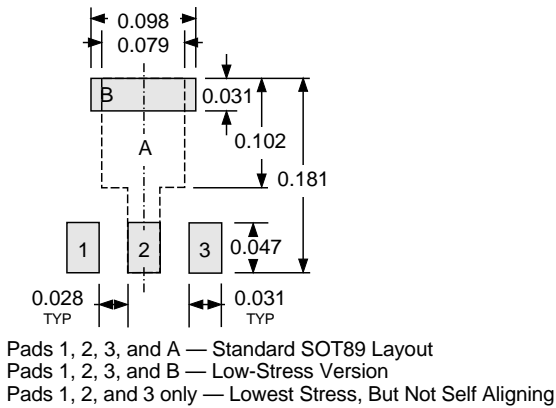 0.098
0.079
B
0.031
A
0.102
0.181
1
2
3
0.047
0.028
TYP
0.031
TYP
Pads 1, 2, 3, and A — Standard SOT89 Layout
Pads 1, 2, 3, and B — Low-Stress Version
Pads 1, 2, and 3 only — Lowest Stress, But Not Self Aligning